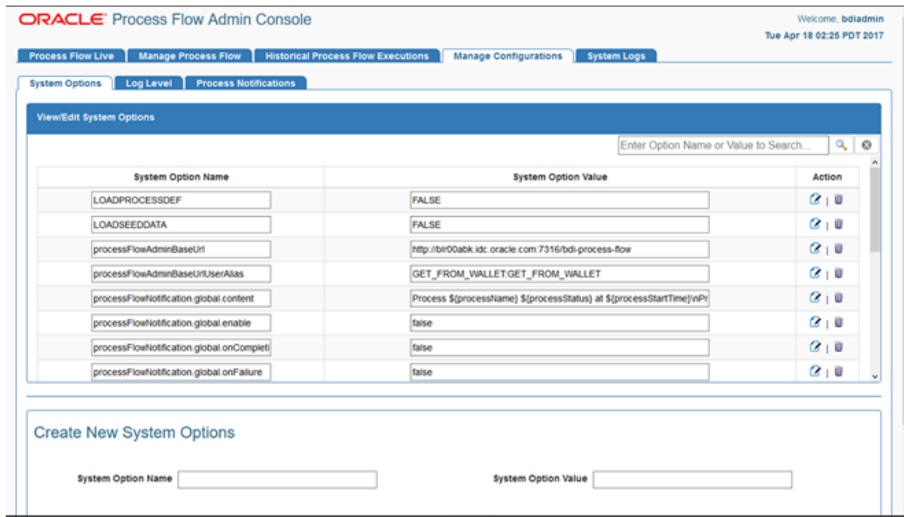 ORACLE Process Flow Admin Console
Welcome, bdiadmin
Tue Apr 18 02:25 PDT 2017
Process Flow Live Manage Process Flow Historical Process Flow Executions Manage Configurations System Logs
System Options Log Level Process Notifications
View/Edit System Options
Enter Option Name or Value to Search...
System Option Name System Option Value Action
LOADPROCESSDEF FALSE |
LOADSEEDDATA FALSE |
processFlowAdminBaseUrl http://blr00abk.idc.oracle.com:7316/bdi-process-flow |
processFlowAdminBaseUrlUserAlias GET_FROM_WALLET:GET_FROM_WALLET |
processFlowNotification.global.content Process ${processName} ${processStatus} at ${processStartTime}\nPr |
processFlowNotification.global.enable false |
processFlowNotification.global.onCompleti false |
processFlowNotification.global.onFailure false |
Create New System Options
System Option Name System Option Value